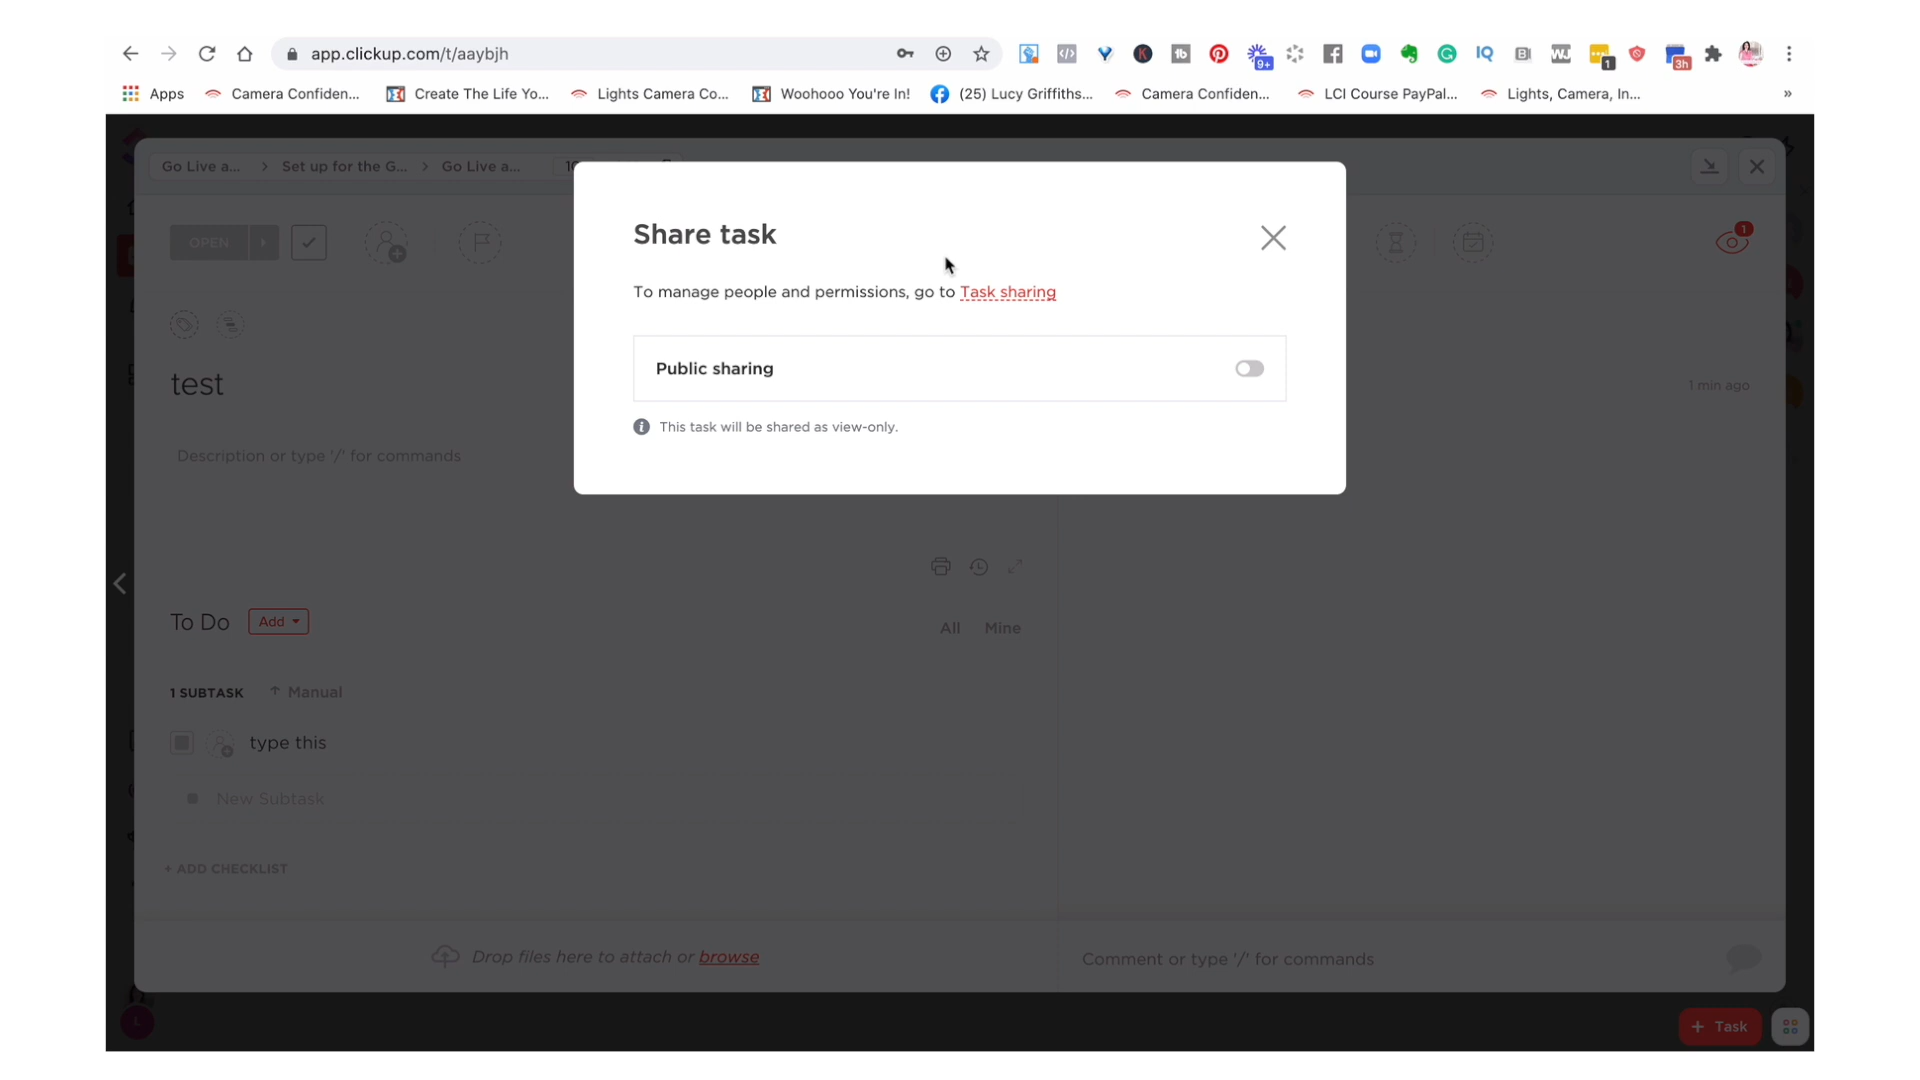 app.clickup.com/t/aaybjh
9+
1
3h
Apps
Camera Confiden...
Create The Life Yo...
Lights Camera Co...
Woohooo You're In!
(25) Lucy Griffiths...
Camera Confiden...
LCI Course PayPal...
Lights, Camera, In...
»
Go Live a... > Set up for the G... > Go Live a...
OPEN
1
Share task
To manage people and permissions, go to Task sharing
Public sharing
This task will be shared as view-only.
test
1 min ago
Description or type '/' for commands
To Do
Add
All Mine
1 SUBTASK
Manual
type this
New Subtask
+ ADD CHECKLIST
Drop files here to attach or browse
Comment or type '/' for commands
L
+ Task